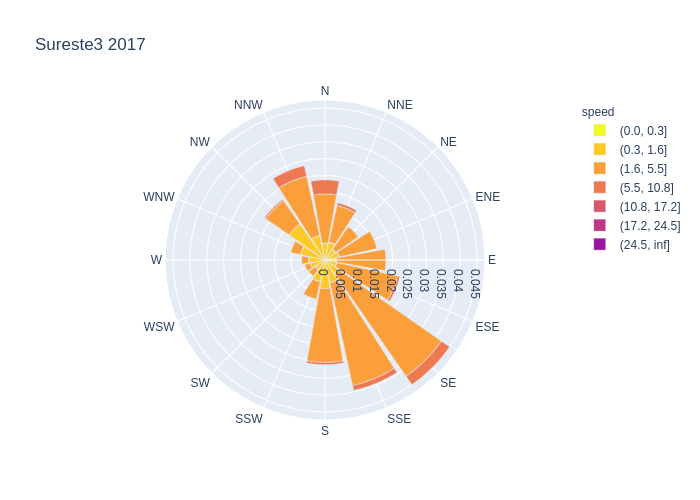 Sureste3 2017
N
NNE
NE
ENE
E
ESE
SE
SSE
S
SSW
SW
WSW
W
WNW
NW
NNW
0
0.005
0.01
0.015
0.02
0.025
0.03
0.035
0.04
0.045
speed
(0.0, 0.3]
(0.3, 1.6]
(1.6, 5.5]
(5.5, 10.8]
(10.8, 17.2]
(17.2, 24.5]
(24.5, inf]